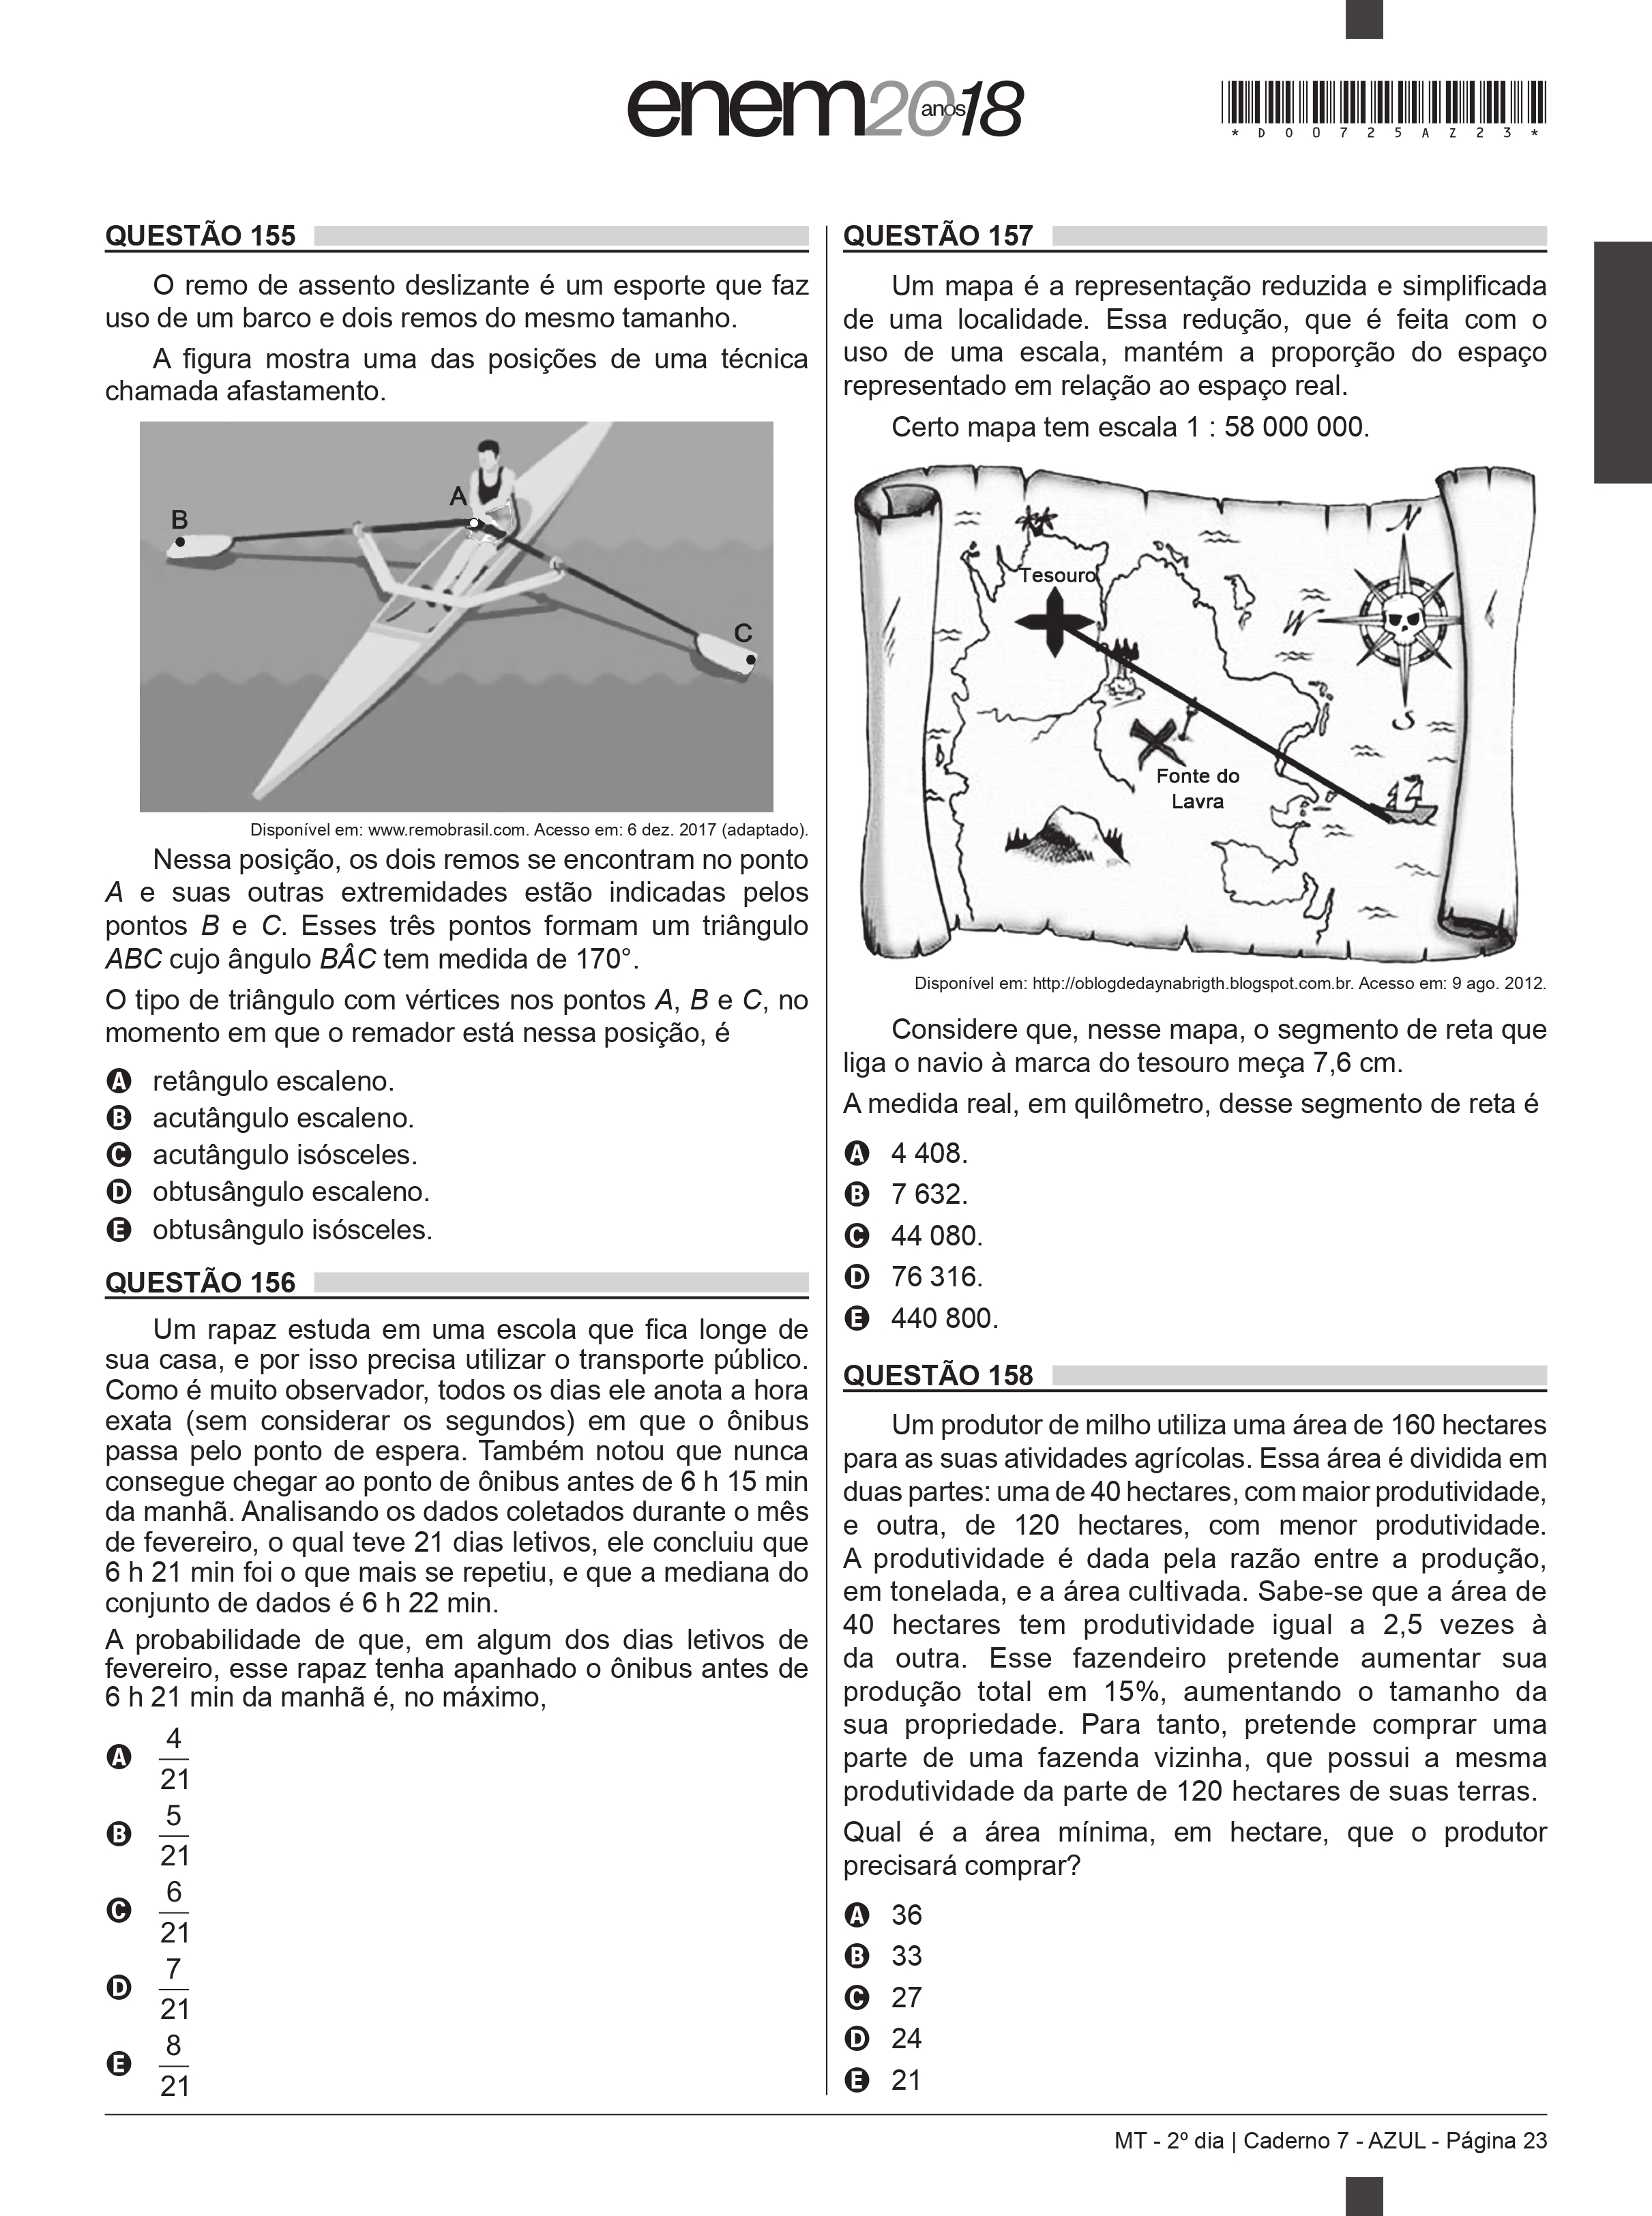 enem20anos18
*D00725AZ23*
QUESTÃO 155
O remo de assento deslizante é um esporte que faz
uso de um barco e dois remos do mesmo tamanho.
A figura mostra uma das posições de uma técnica
chamada afastamento.
A
B
C
Disponível em: www.remobrasil.com. Acesso em: 6 dez. 2017 (adaptado).
Nessa posição, os dois remos se encontram no ponto
A e suas outras extremidades estão indicadas pelos
pontos B e C. Esses três pontos formam um triângulo
ABC cujo ângulo BÂC tem medida de 170°.
O tipo de triângulo com vértices nos pontos A, B e C, no
momento em que o remador está nessa posição, é
A retângulo escaleno.
B acutângulo escaleno.
C acutângulo isósceles.
D obtusângulo escaleno.
E obtusângulo isósceles.
QUESTÃO 156
Um rapaz estuda em uma escola que fica longe de
sua casa, e por isso precisa utilizar o transporte público.
Como é muito observador, todos os dias ele anota a hora
exata (sem considerar os segundos) em que o ônibus
passa pelo ponto de espera. Também notou que nunca
consegue chegar ao ponto de ônibus antes de 6 h 15 min
da manhã. Analisando os dados coletados durante o mês
de fevereiro, o qual teve 21 dias letivos, ele concluiu que
6 h 21 min foi o que mais se repetiu, e que a mediana do
conjunto de dados é 6 h 22 min.
A probabilidade de que, em algum dos dias letivos de
fevereiro, esse rapaz tenha apanhado o ônibus antes de
6 h 21 min da manhã é, no máximo,
A 4/21
B 5/21
C 6/21
D 7/21
E 8/21
QUESTÃO 157
Um mapa é a representação reduzida e simplificada
de uma localidade. Essa redução, que é feita com o
uso de uma escala, mantém a proporção do espaço
representado em relação ao espaço real.
Certo mapa tem escala 1 : 58 000 000.
N
Tesouro
W
S
Fonte do
Lavra
Disponível em: http://oblogdedaynabrigth.blogspot.com.br. Acesso em: 9 ago. 2012.
Considere que, nesse mapa, o segmento de reta que
liga o navio à marca do tesouro meça 7,6 cm.
A medida real, em quilômetro, desse segmento de reta é
A 4 408.
B 7 632.
C 44 080.
D 76 316.
E 440 800.
QUESTÃO 158
Um produtor de milho utiliza uma área de 160 hectares
para as suas atividades agrícolas. Essa área é dividida em
duas partes: uma de 40 hectares, com maior produtividade,
e outra, de 120 hectares, com menor produtividade.
A produtividade é dada pela razão entre a produção,
em tonelada, e a área cultivada. Sabe-se que a área de
40 hectares tem produtividade igual a 2,5 vezes à
da outra. Esse fazendeiro pretende aumentar sua
produção total em 15%, aumentando o tamanho da
sua propriedade. Para tanto, pretende comprar uma
parte de uma fazenda vizinha, que possui a mesma
produtividade da parte de 120 hectares de suas terras.
Qual é a área mínima, em hectare, que o produtor
precisará comprar?
A 36
B 33
C 27
D 24
E 21
MT - 2º dia | Caderno 7 - AZUL - Página 23